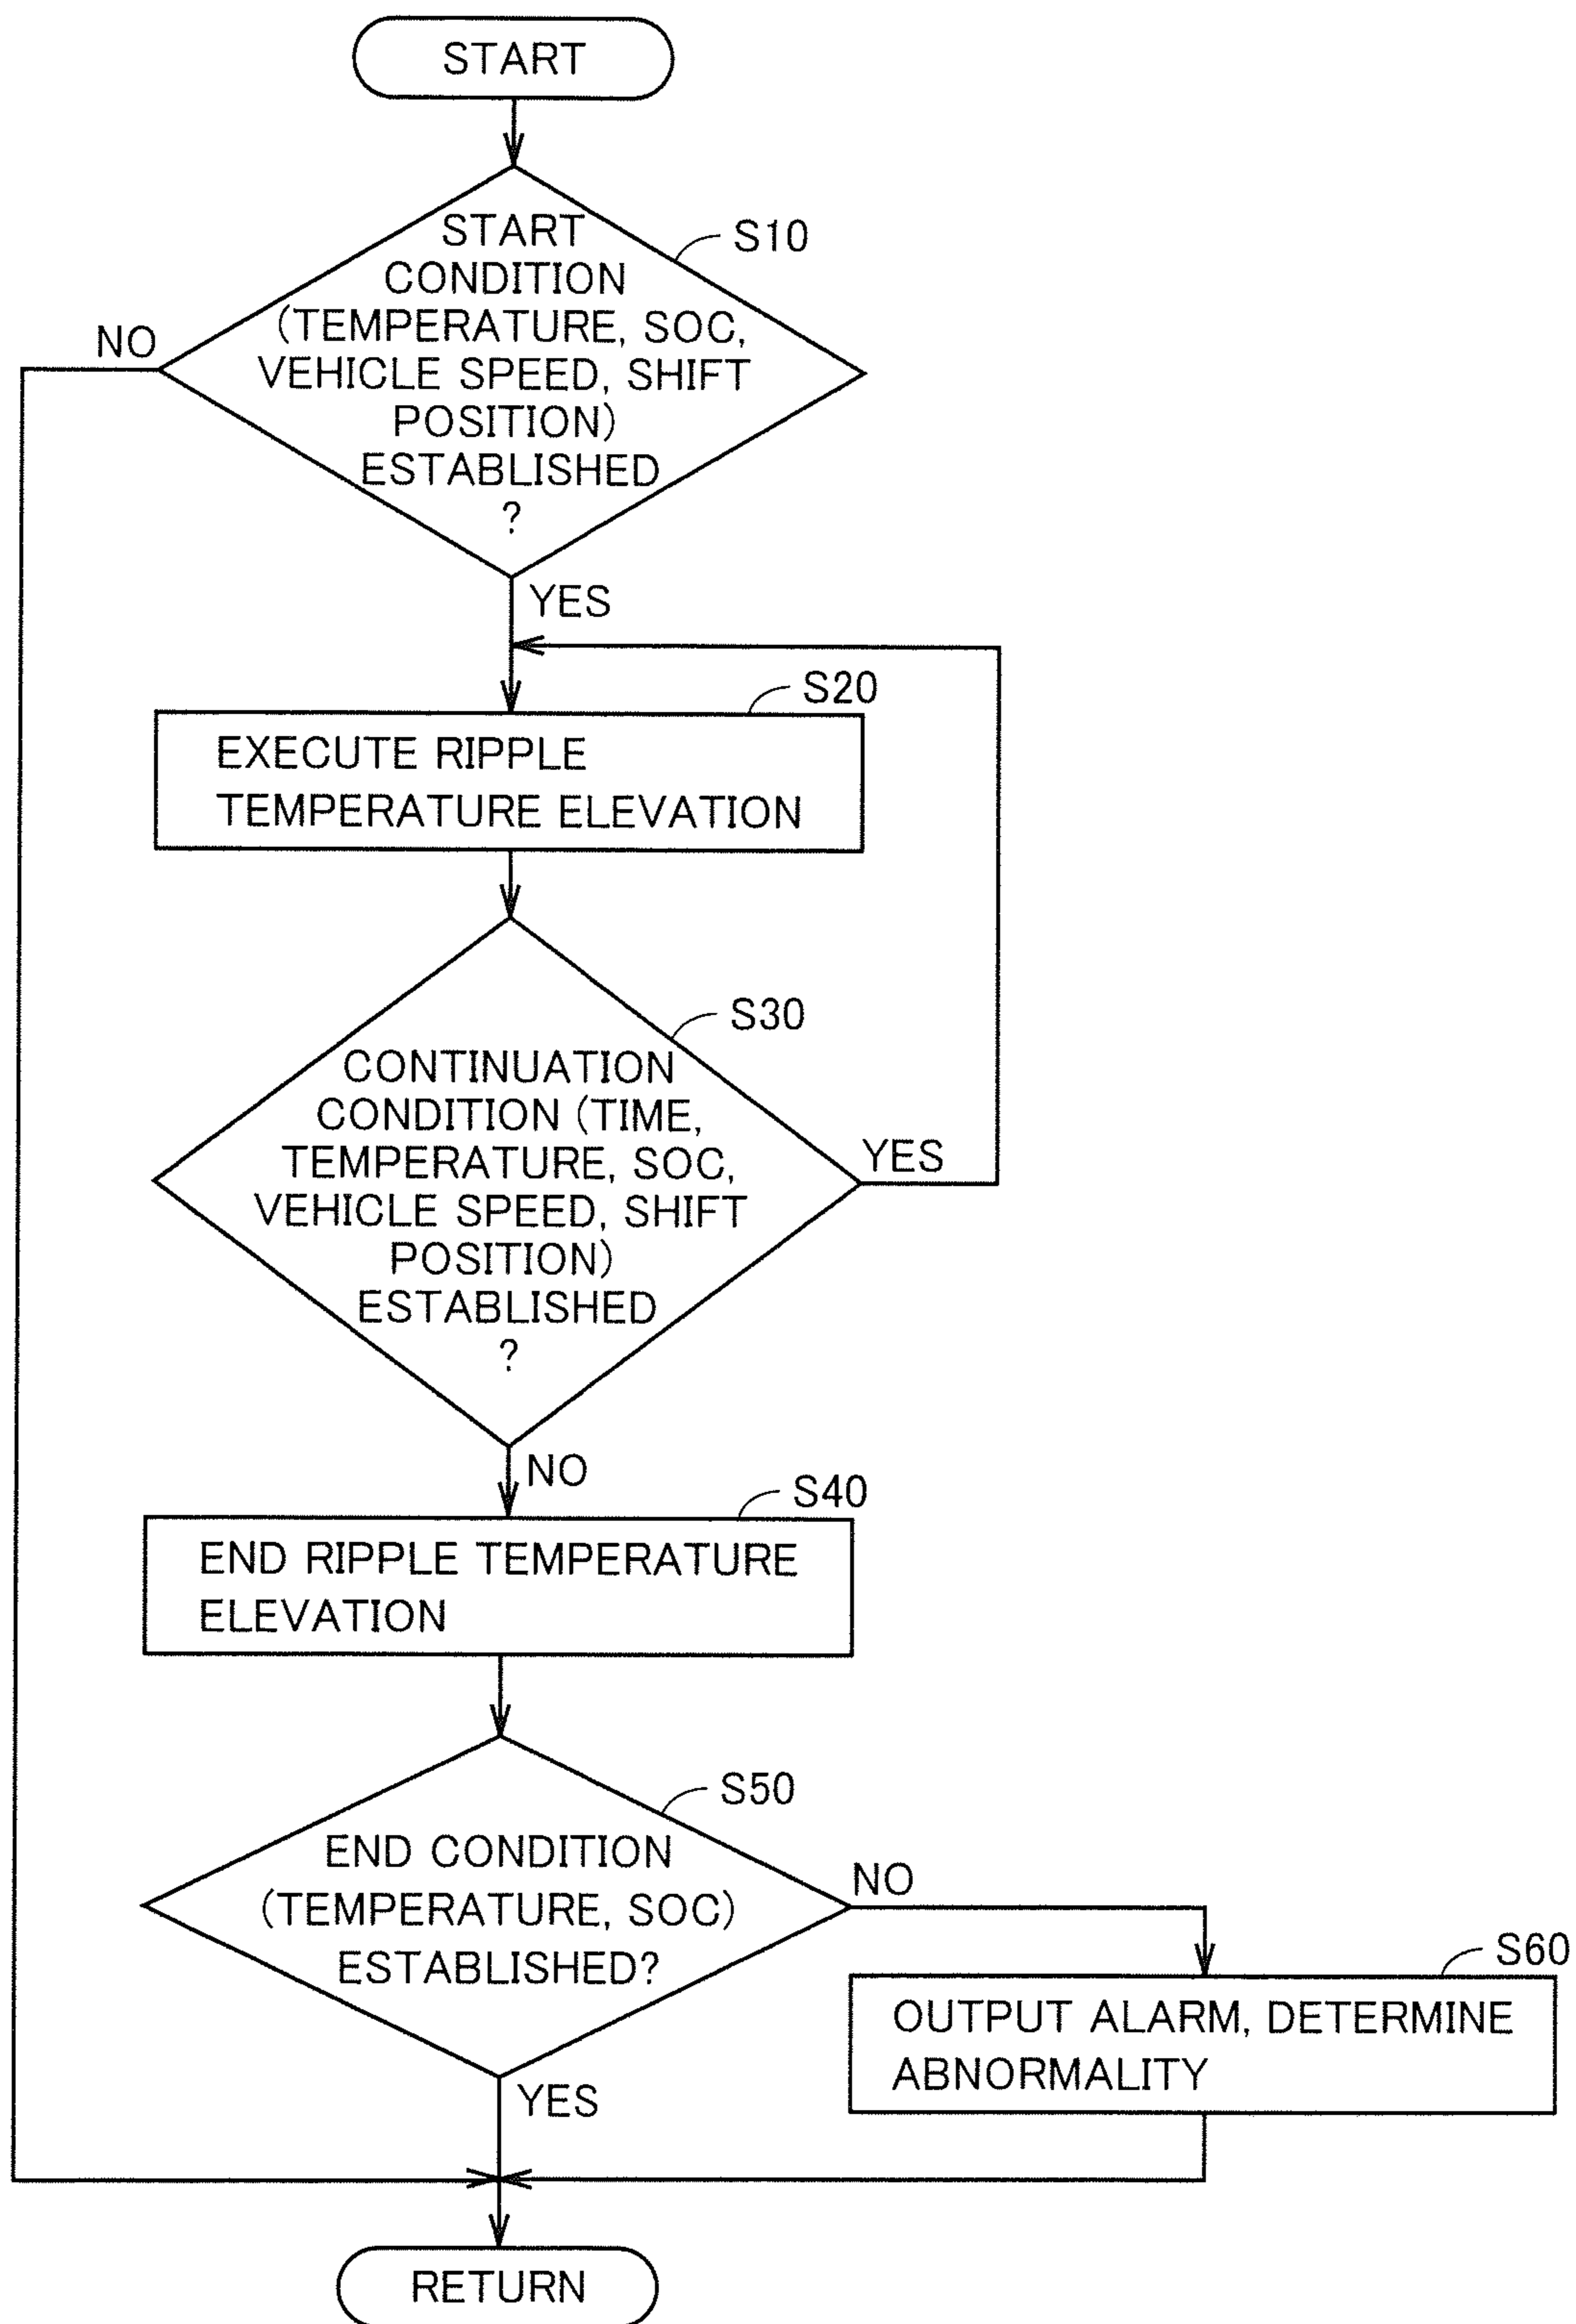 START
START
CONDITION
(TEMPERATURE, SOC,
VEHICLE SPEED, SHIFT
POSITION)
ESTABLISHED
?
S10
NO
YES
S20
EXECUTE RIPPLE
TEMPERATURE ELEVATION
S30
CONTINUATION
CONDITION (TIME,
TEMPERATURE, SOC,
VEHICLE SPEED, SHIFT
POSITION)
ESTABLISHED
?
YES
NO
S40
END RIPPLE TEMPERATURE
ELEVATION
S50
END CONDITION
(TEMPERATURE, SOC)
ESTABLISHED?
NO
S60
OUTPUT ALARM, DETERMINE
ABNORMALITY
YES
RETURN